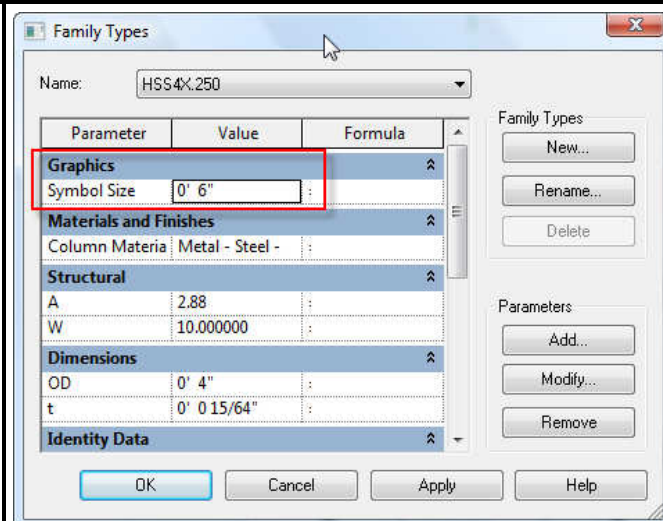 Family Types
Name: HSS4X.250
Parameter Value Formula
Graphics
Symbol Size 0' 6" :
Materials and Finishes
Column Materia Metal - Steel - :
Structural
A 2.88 :
W 10.000000 :
Dimensions
OD 0' 4" :
t 0' 0 15/64" :
Identity Data
Family Types
New...
Rename...
Delete
Parameters
Add...
Modify...
Remove
OK Cancel Apply Help